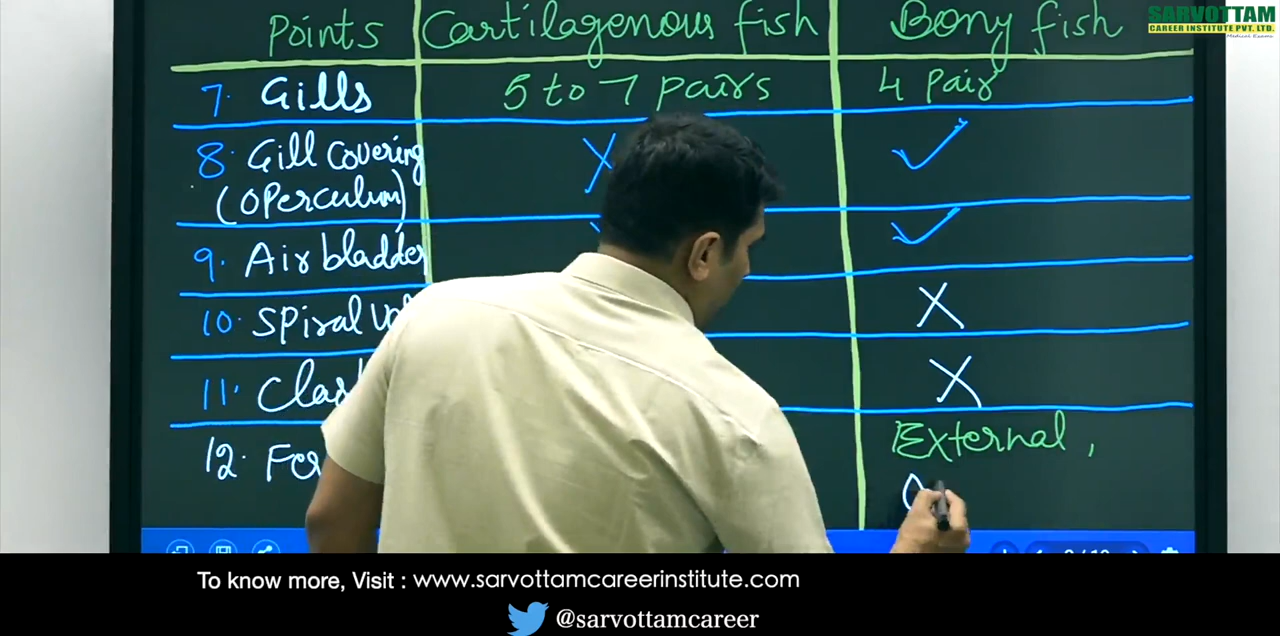 SARVOTTAM
CAREER INSTITUTE PVT. LTD.
Medical Exams
Points Cartilagenous fish Bony fish
7. Gills 5 to 7 pairs 4 pair
8. Gill covering X ✓
(operculum)
9. Air bladder ✓
10. Spiral X
11. X
12. External,
To know more, Visit : www.sarvottamcareerinstitute.com
@sarvottamcareer